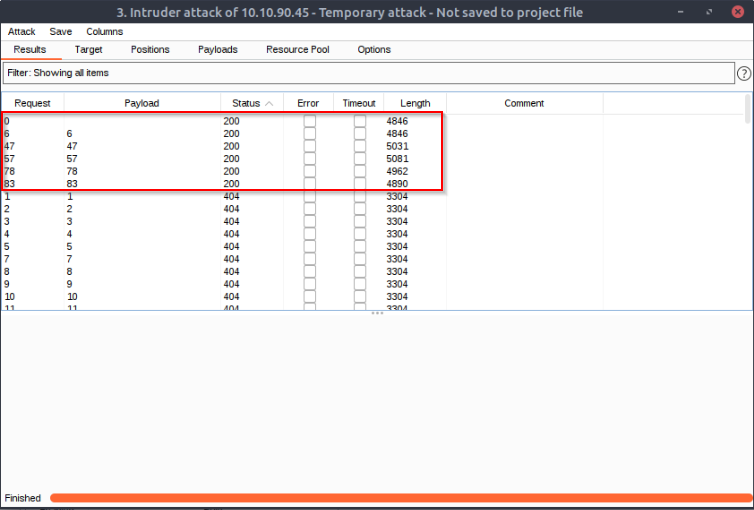 3. Intruder attack of 10.10.90.45 - Temporary attack - Not saved to project file
Attack Save Columns
Results Target Positions Payloads Resource Pool Options
Filter: Showing all items ?
Request Payload Status Error Timeout Length Comment
0 200 4846
6 6 200 4846
47 47 200 5031
57 57 200 5081
78 78 200 4962
83 83 200 4890
1 1 404 3304
2 2 404 3304
3 3 404 3304
4 4 404 3304
5 5 404 3304
7 7 404 3304
8 8 404 3304
9 9 404 3304
10 10 404 3304
11 11 404 3304
Finished